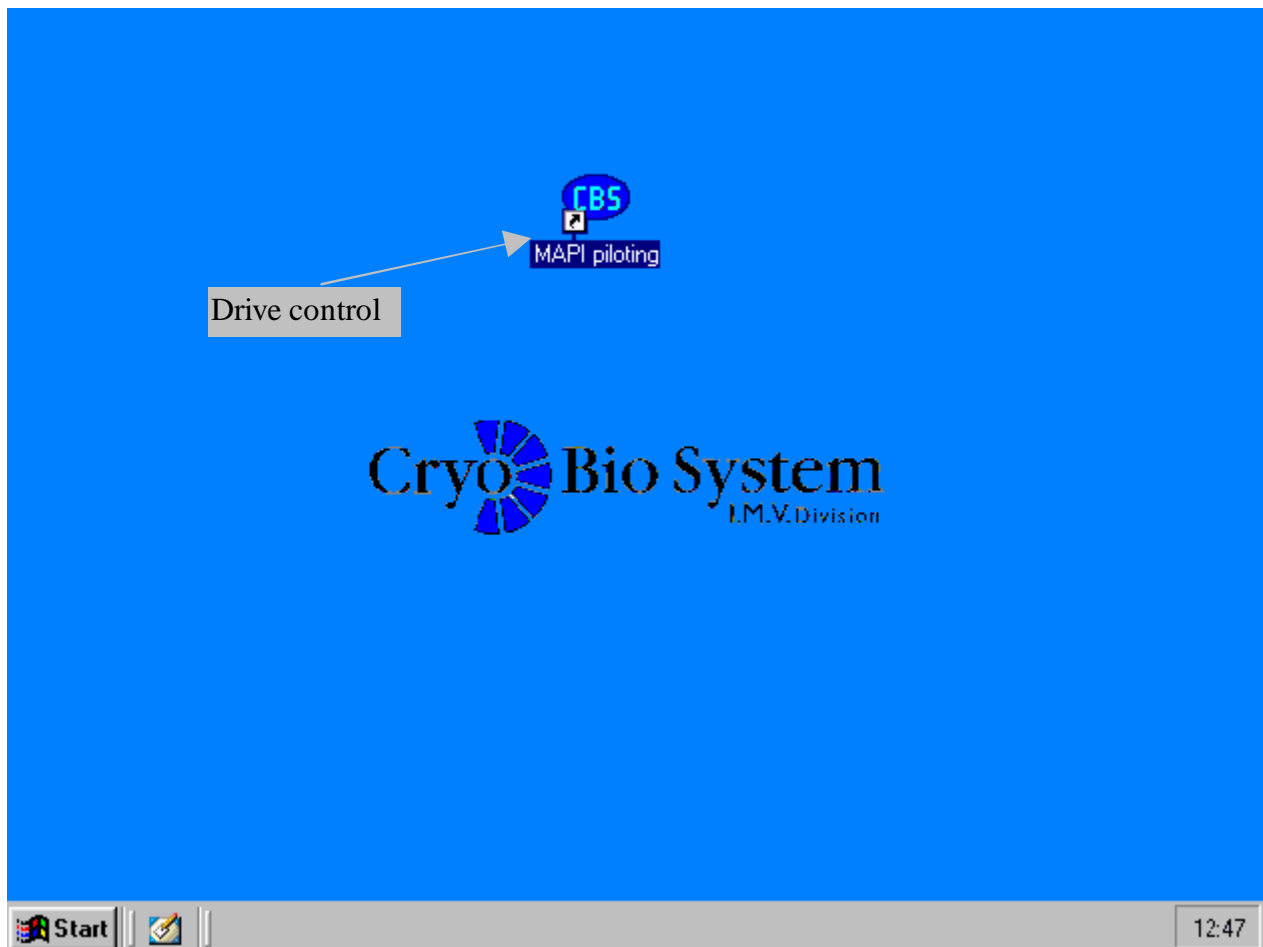 CBS
MAPI piloting
Drive control
Cryo Bio System
I.M.V. Division
Start
12:47